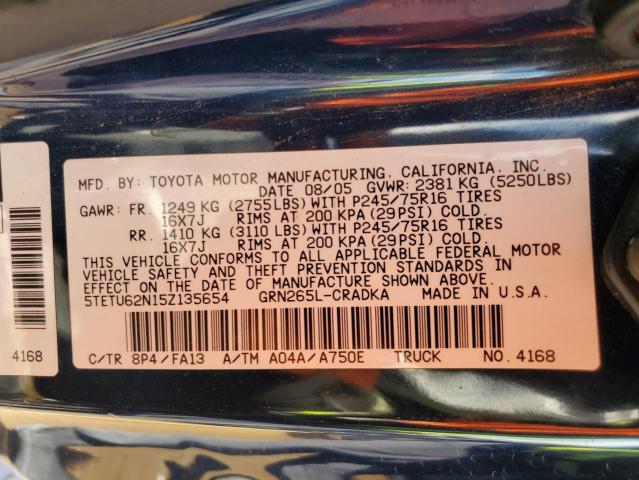 MFD. BY: TOYOTA MOTOR MANUFACTURING, CALIFORNIA, INC.
DATE 08/05 GVWR: 2381 KG (5250LBS)
GAWR: FR. 1249 KG (2755LBS) WITH P245/75R16 TIRES
16X7J RIMS AT 200 KPA (29PSI) COLD.
RR. 1410 KG (3110 LBS) WITH P245/75R16 TIRES
16X7J RIMS AT 200 KPA (29 PSI) COLD.
THIS VEHICLE CONFORMS TO ALL APPLICABLE FEDERAL MOTOR
VEHICLE SAFETY AND THEFT PREVENTION STANDARDS IN EFFECT
ON THE DATE OF MANUFACTURE SHOWN ABOVE.
5TETU62N15Z135654 GRN265L-CRADKA MADE IN U.S.A.
C/TR 8P4/FA13 A/TM A04A/A750E TRUCK NO. 4168
4168